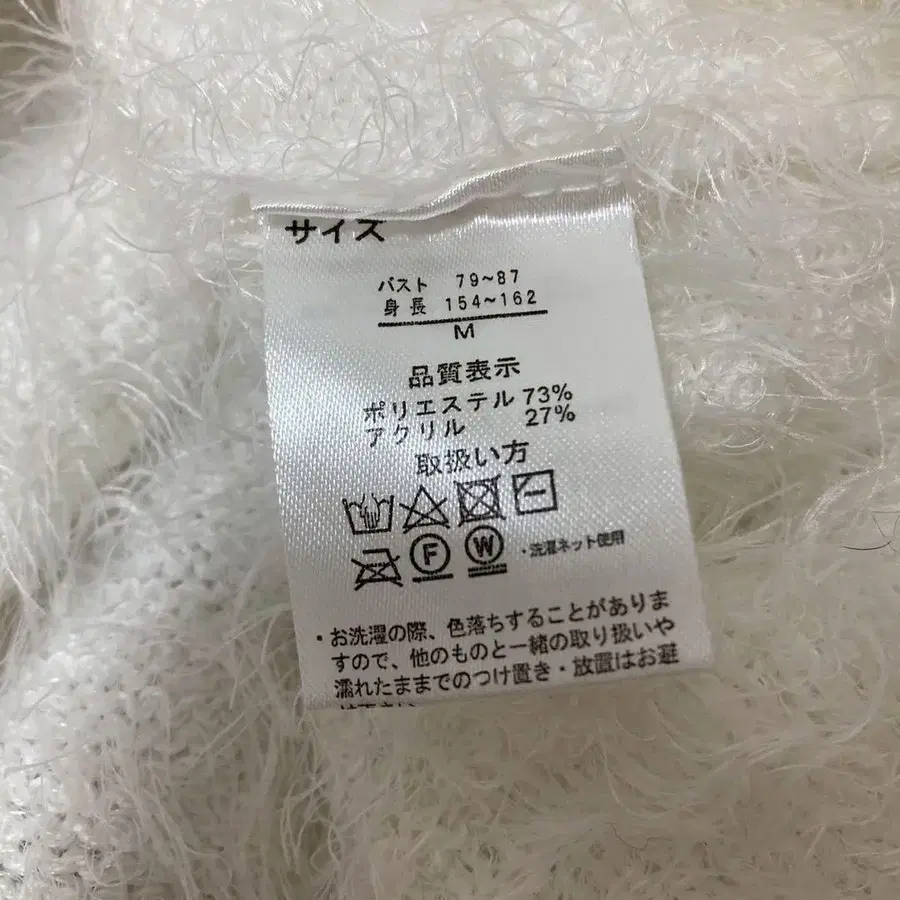 サイズ
バスト 79~87
身長 154~162
M
品質表示
ポリエステル 73%
アクリル 27%
取扱い方
F W ・洗濯ネット使用
・お洗濯の際、色落ちすることがありま
すので、他のものと一緒の取り扱いや
濡れたままでのつけ置き・放置はお避